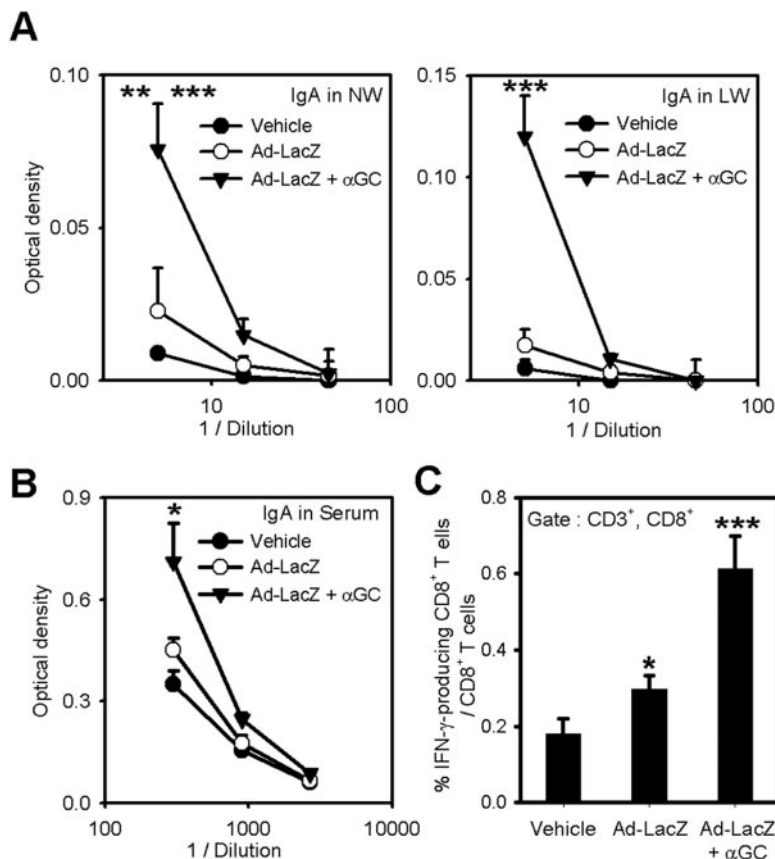 A
0.10
0.05
0.00
Optical density
** ***
IgA in NW
Vehicle
Ad-LacZ
Ad-LacZ + αGC
10
100
1 / Dilution
0.15
0.10
0.05
0.00
***
IgA in LW
Vehicle
Ad-LacZ
Ad-LacZ + αGC
10
100
1 / Dilution
B
0.9
0.6
0.3
0.0
Optical density
*
IgA in Serum
Vehicle
Ad-LacZ
Ad-LacZ + αGC
100
1000
10000
1 / Dilution
C
% IFN-γ-producing CD8⁺ T ells
/ CD8⁺ T cells
0.8
0.6
0.4
0.2
0.0
Gate : CD3⁺, CD8⁺
***
*
Vehicle
Ad-LacZ
Ad-LacZ
+ αGC